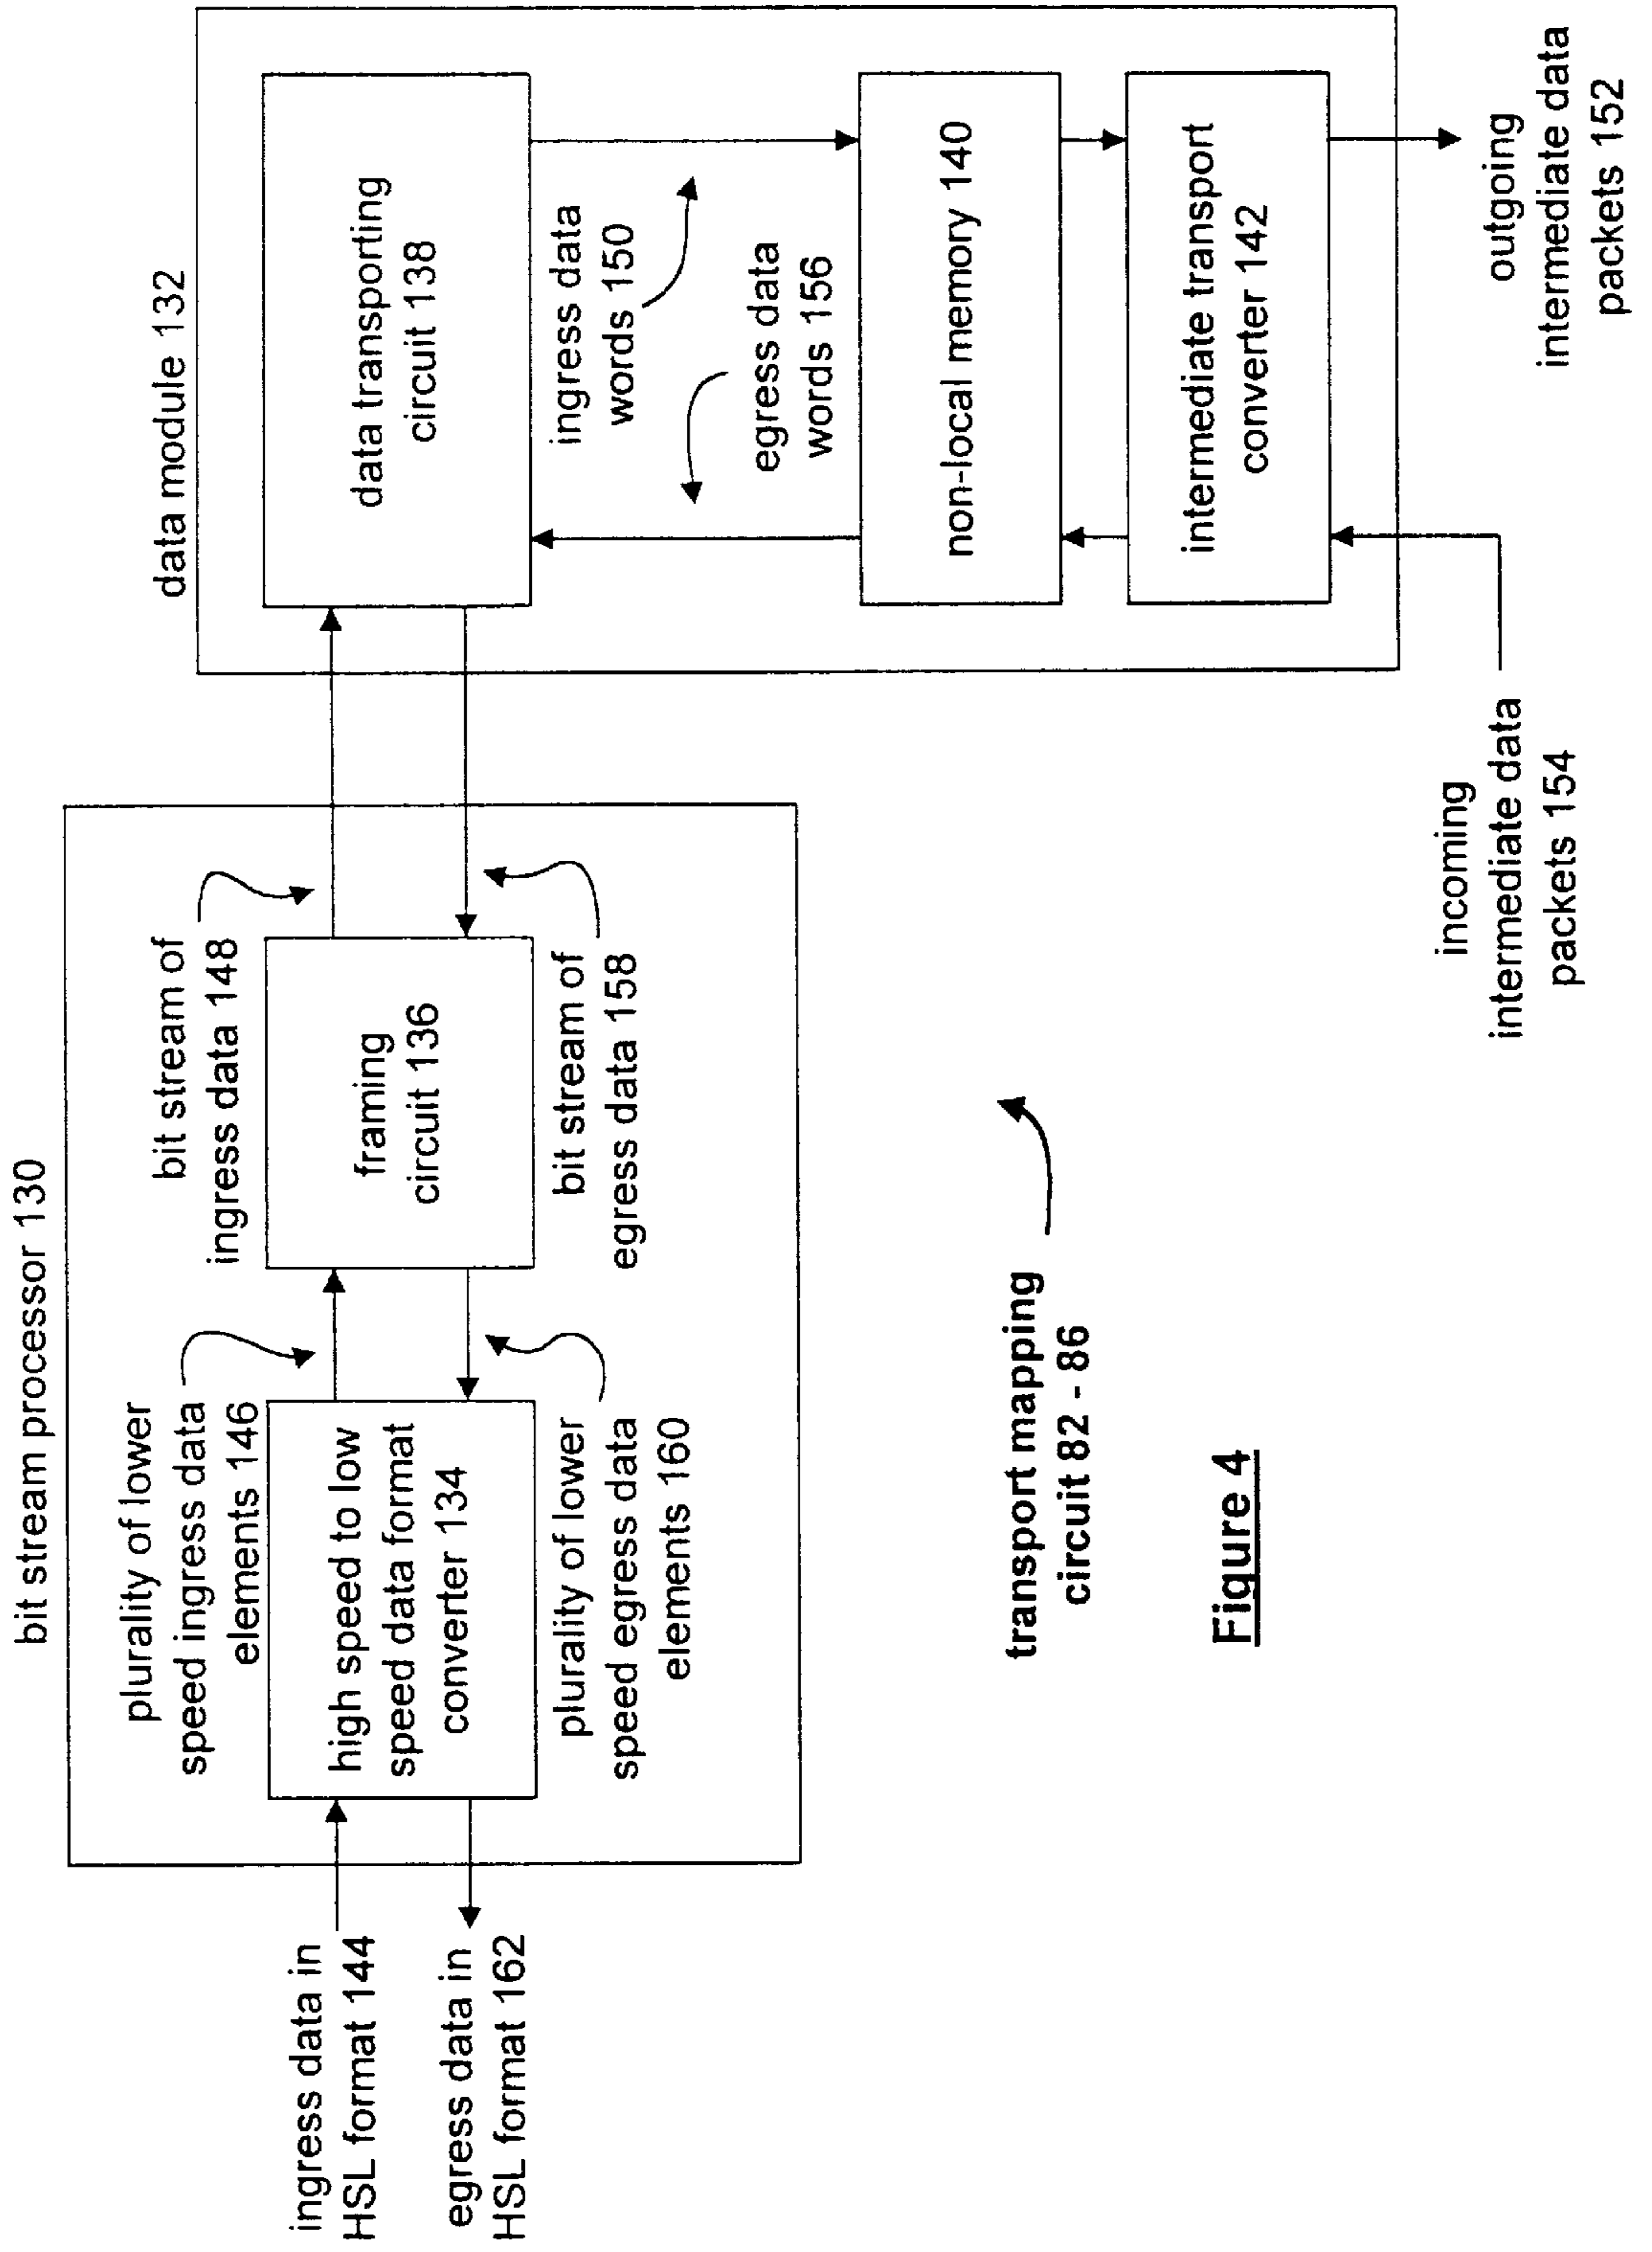 bit stream processor 130
plurality of lower
speed ingress data
elements 146
bit stream of
ingress data 148
data module 132
ingress data in
HSL format 144
egress data in
HSL format 162
high speed to low
speed data format
converter 134
framing
circuit 136
data transporting
circuit 138
plurality of lower
speed egress data
elements 160
bit stream of
egress data 158
ingress data
words 150
egress data
words 156
non-local memory 140
intermediate transport
converter 142
transport mapping
circuit 82 - 86
incoming
intermediate data
packets 154
outgoing
intermediate data
packets 152
Figure 4